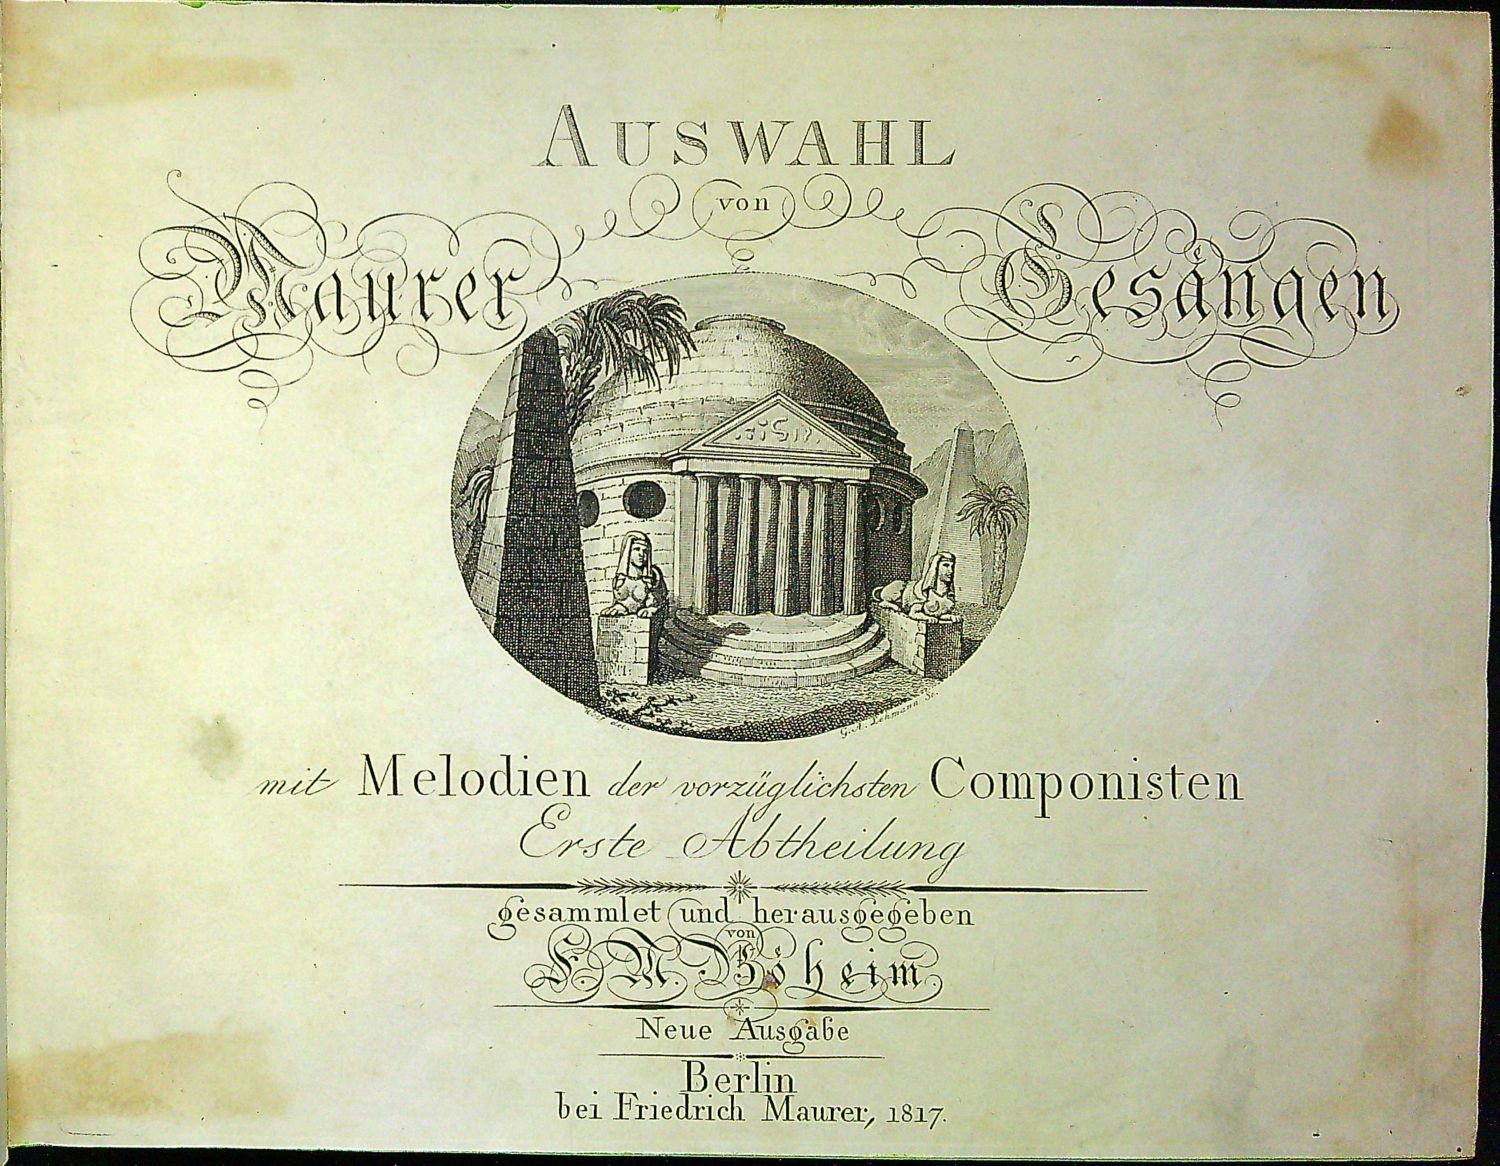 AUSWAHL
von
Maurer Gesängen
G. A. Lehmann
mit Melodien der vorzüglichsten Componisten
Erste Abtheilung
gesammlet und herausgegeben
von
F. M. Böheim.
Neue Ausgabe
Berlin
bei Friedrich Maurer, 1817.